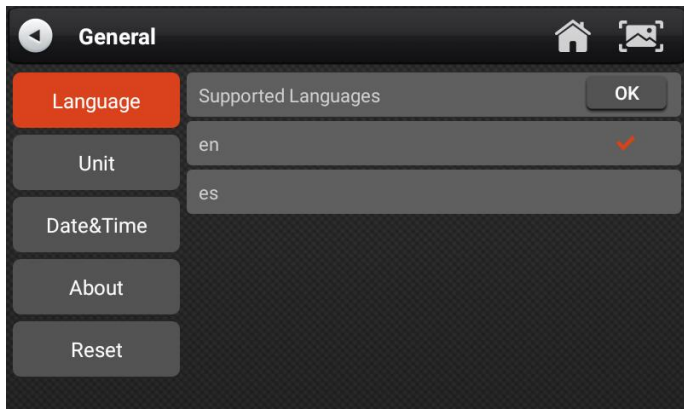 General
Language
Unit
Date&Time
About
Reset
Supported Languages
OK
en
es